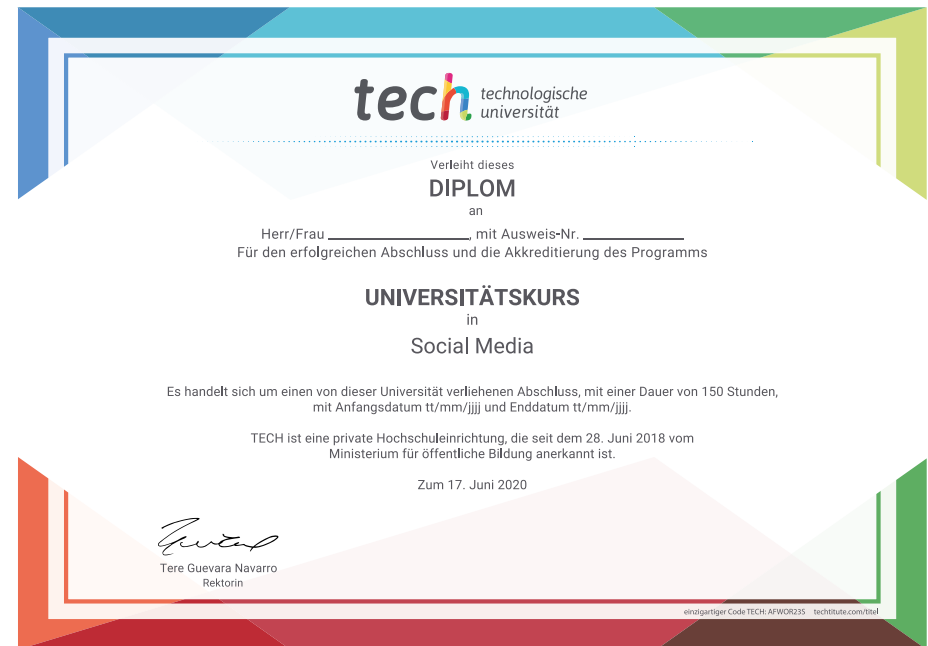 tech technologische
universität
Verleiht dieses
DIPLOM
an
Herr/Frau ____________, mit Ausweis-Nr. ____________
Für den erfolgreichen Abschluss und die Akkreditierung des Programms
UNIVERSITÄTSKURS
in
Social Media
Es handelt sich um einen von dieser Universität verliehenen Abschluss, mit einer Dauer von 150 Stunden,
mit Anfangsdatum tt/mm/jjjj und Enddatum tt/mm/jjjj.
TECH ist eine private Hochschuleinrichtung, die seit dem 28. Juni 2018 vom
Ministerium für öffentliche Bildung anerkannt ist.
Zum 17. Juni 2020
Tere Guevara Navarro
Rektorin
einzigartiger Code TECH: AFWOR23S techtitute.com/titel